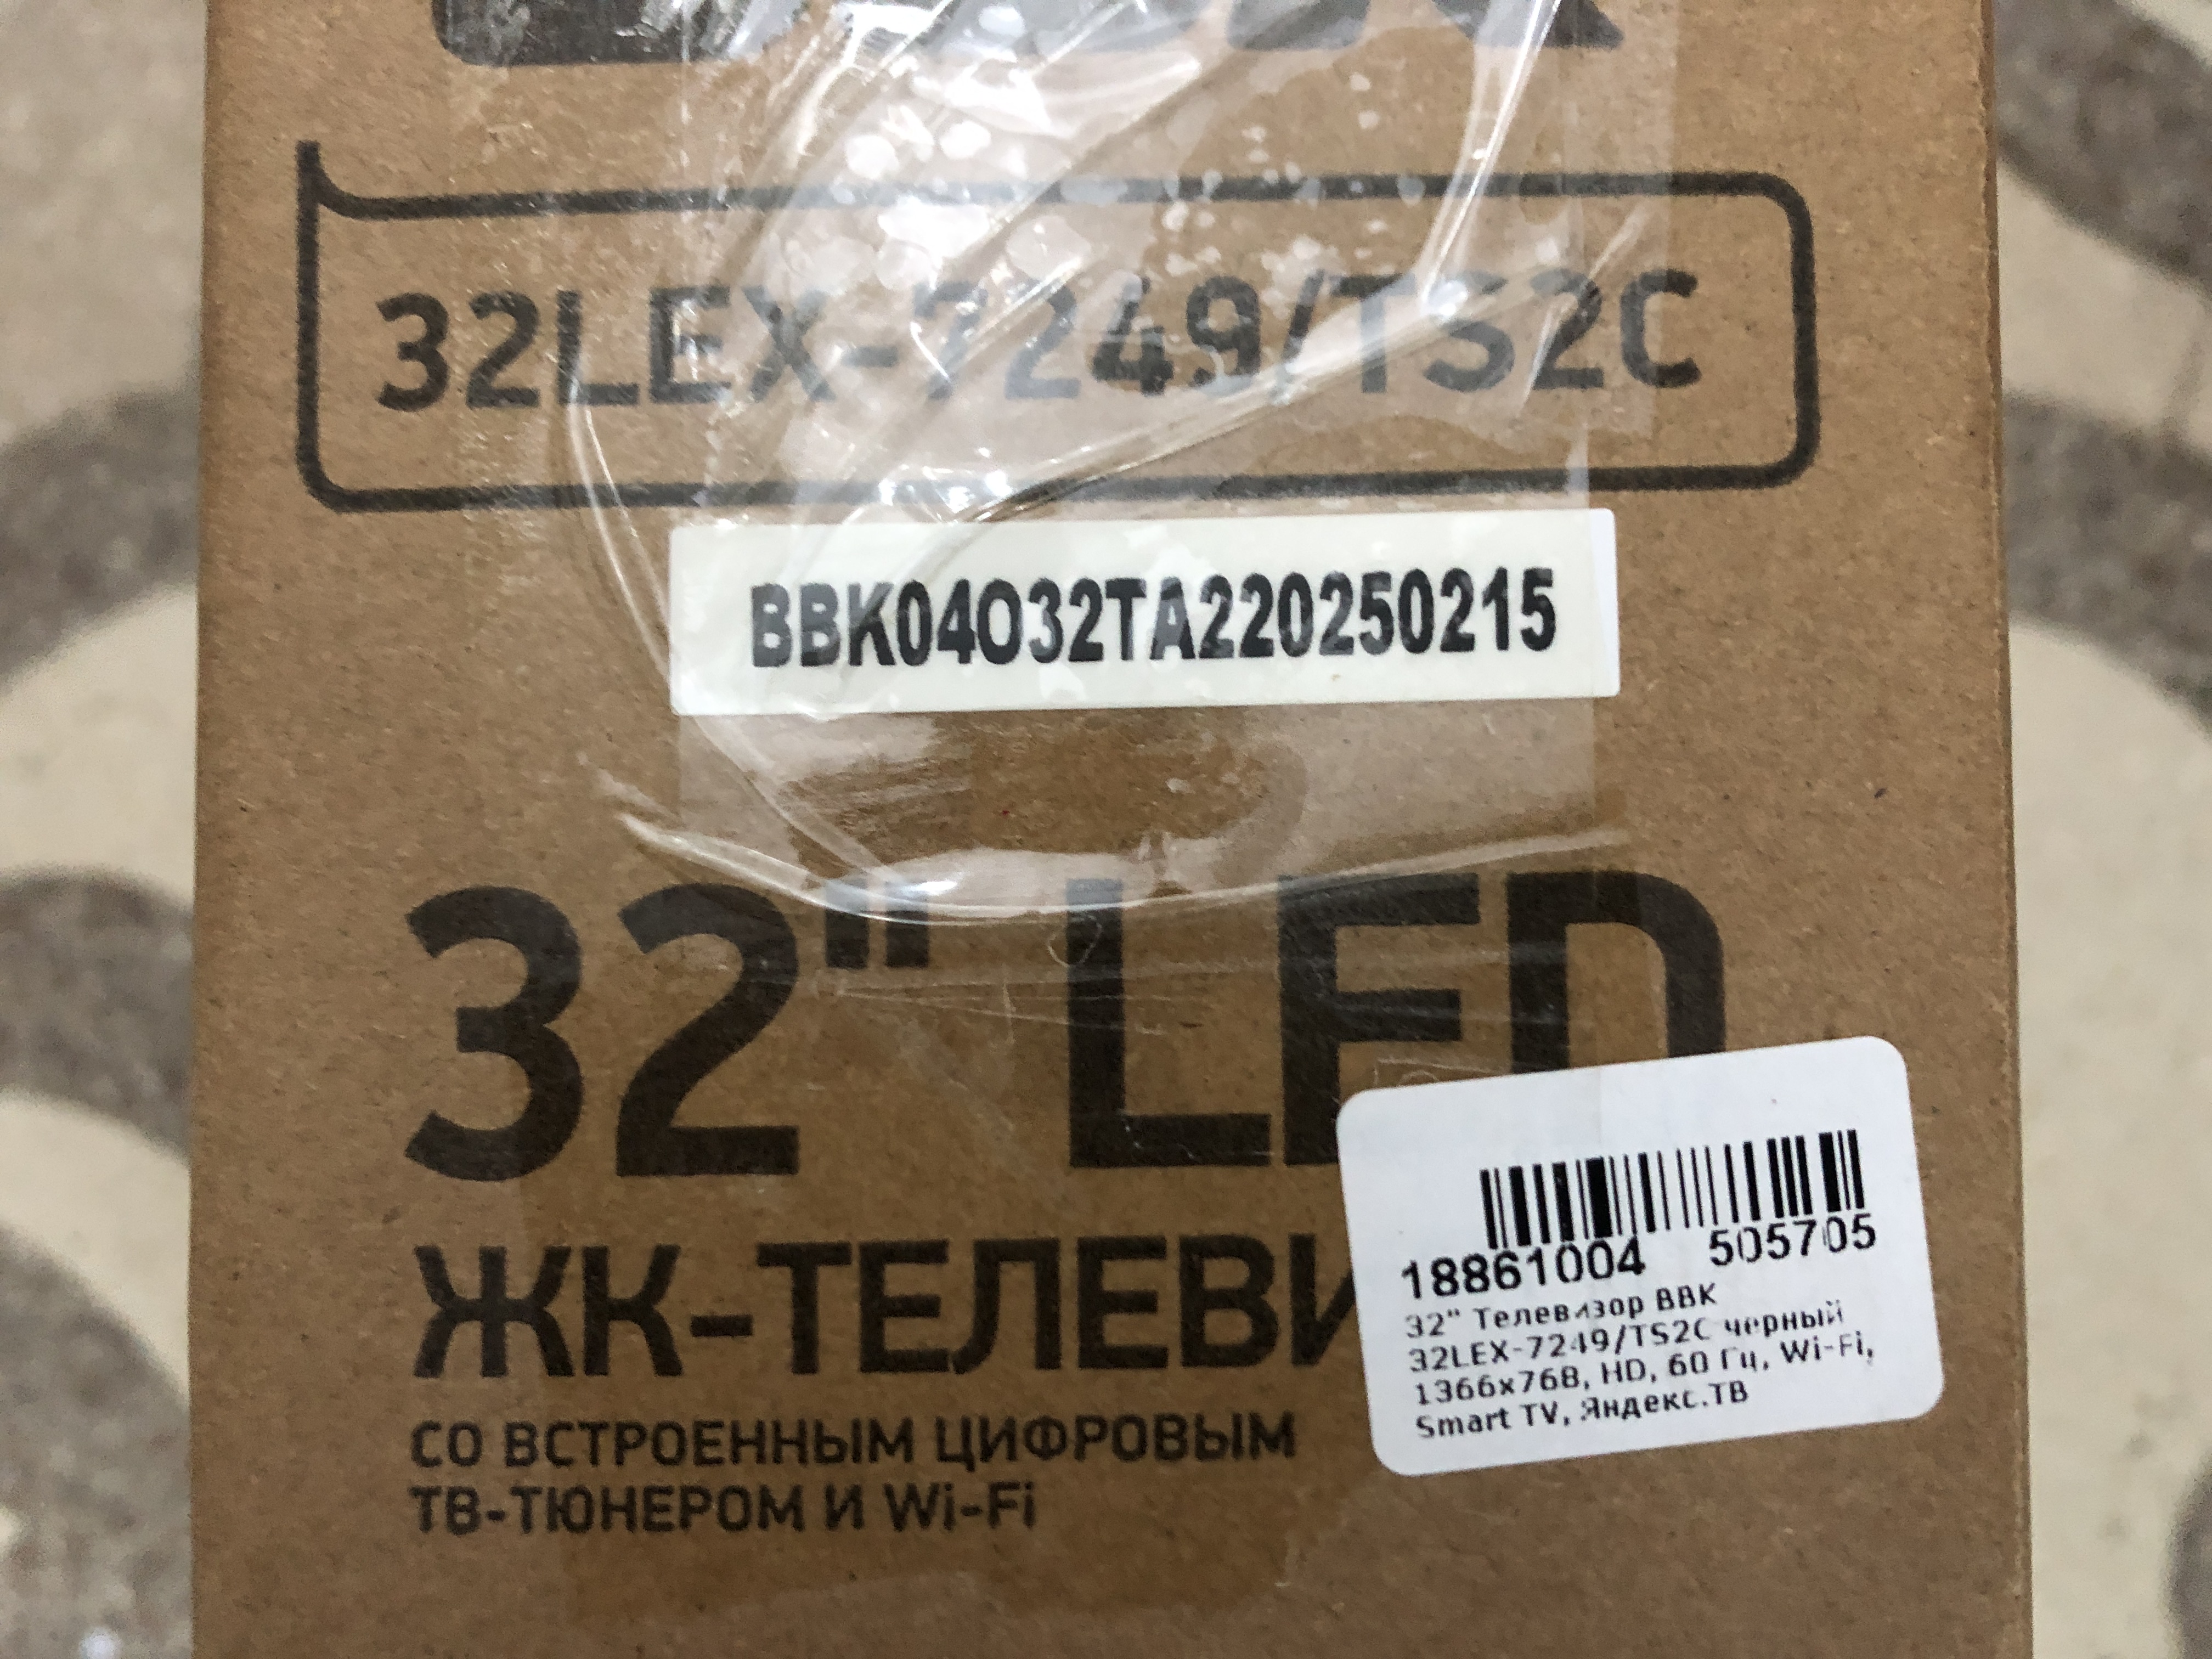 32LEX-7249/TS2C
BBK04O32TA220250215
32" LED
ЖК-ТЕЛЕВИ
СО ВСТРОЕННЫМ ЦИФРОВЫМ
ТВ-ТЮНЕРОМ И Wi-Fi
18861004 505705
32" Телевизор BBK
32LEX-7249/TS2C черный
1366x768, HD, 60 Гц, Wi-Fi,
Smart TV, Яндекс.ТВ